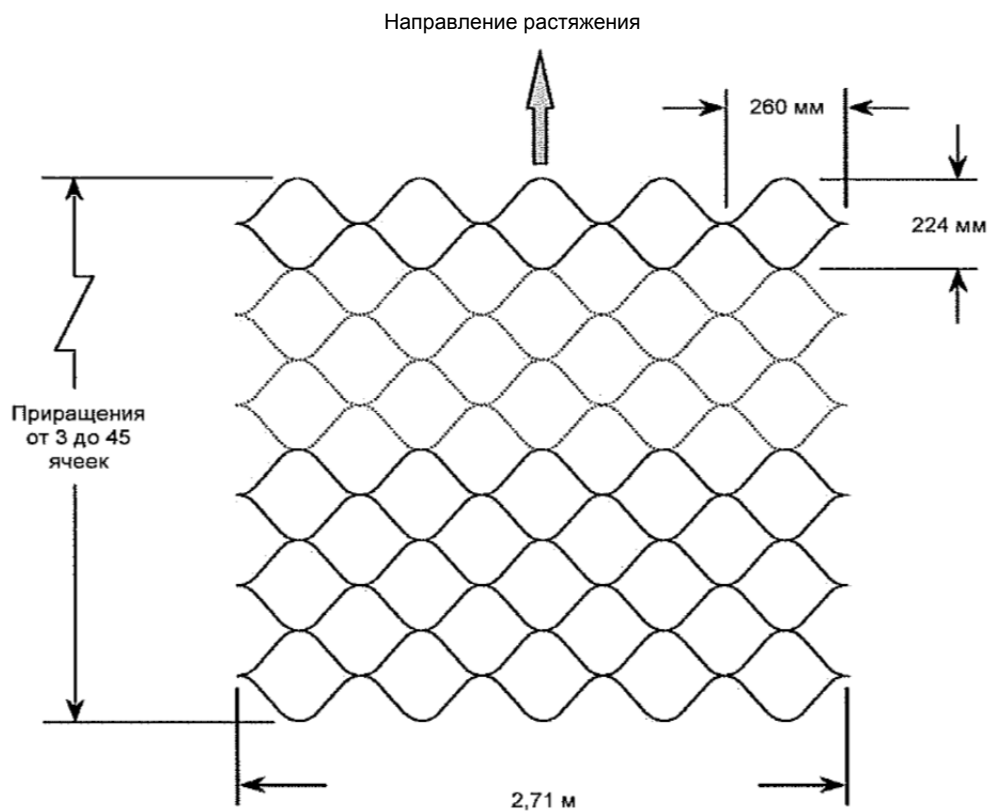 Направление растяжения
260 мм
224 мм
Приращения
от 3 до 45
ячеек
2,71 м